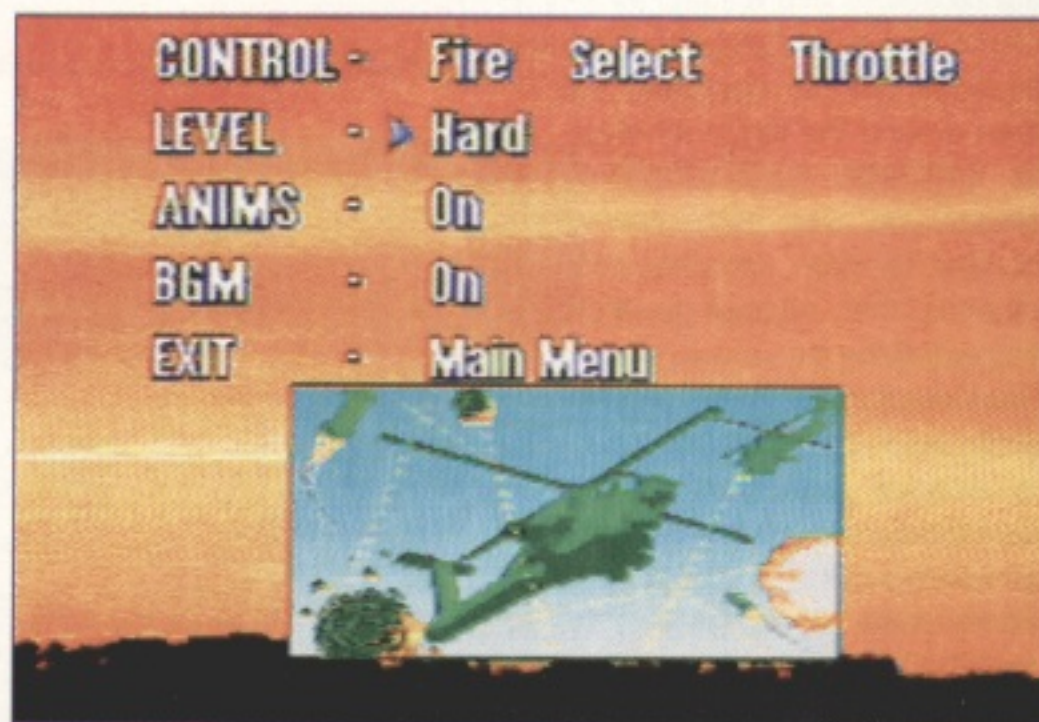 CONTROL - Fire Select Throttle
LEVEL - Hard
ANIMS - On
BGM - On
EXIT - Main Menu